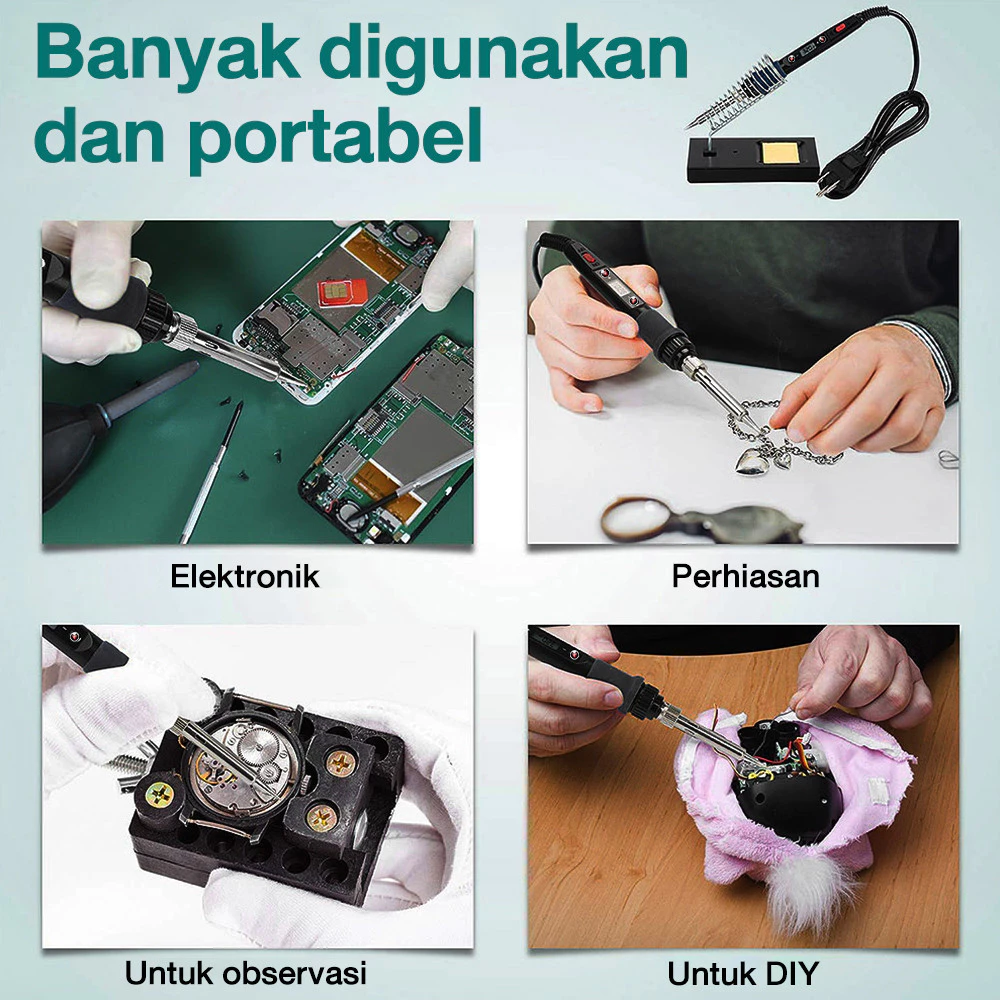 Banyak digunakan
dan portabel
Elektronik
Perhiasan
Untuk observasi
Untuk DIY